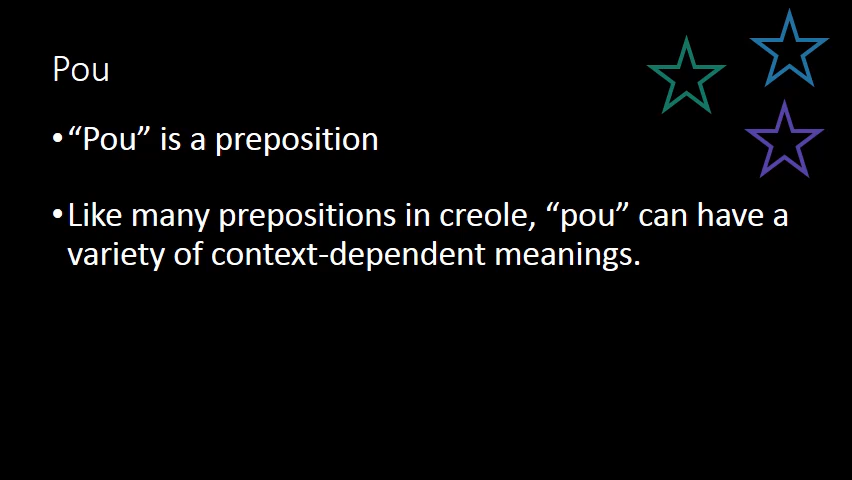 Pou
•“Pou” is a preposition
•Like many prepositions in creole, “pou” can have a
variety of context-dependent meanings.